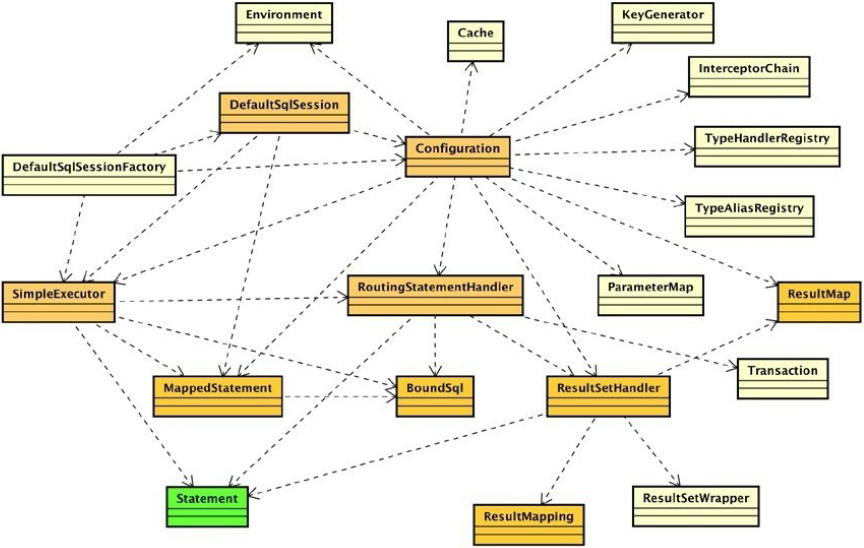 Environment
KeyGenerator
Cache
InterceptorChain
DefaultSqlSession
TypeHandlerRegistry
Configuration
DefaultSqlSessionFactory
TypeAliasRegistry
SimpleExecutor
RoutingStatementHandler
ParameterMap
ResultMap
Transaction
MappedStatement
BoundSql
ResultSetHandler
Statement
ResultSetWrapper
ResultMapping